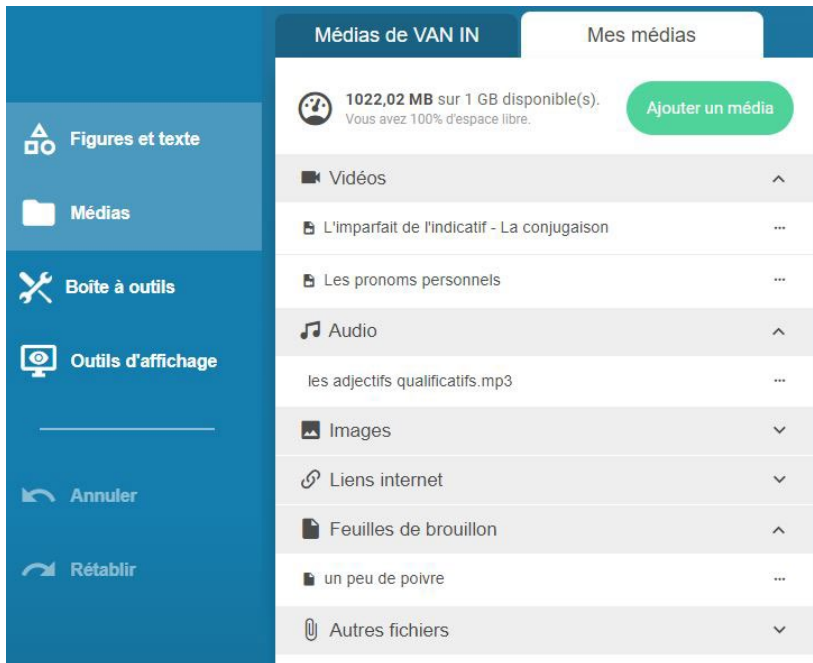 Médias de VAN IN
Mes médias
1022,02 MB sur 1 GB disponible(s).
Vous avez 100% d'espace libre.
Ajouter un média
Figures et texte
Médias
Boîte à outils
Outils d'affichage
Annuler
Rétablir
Vidéos
L'imparfait de l'indicatif - La conjugaison
Les pronoms personnels
Audio
les adjectifs qualificatifs.mp3
Images
Liens internet
Feuilles de brouillon
un peu de poivre
Autres fichiers